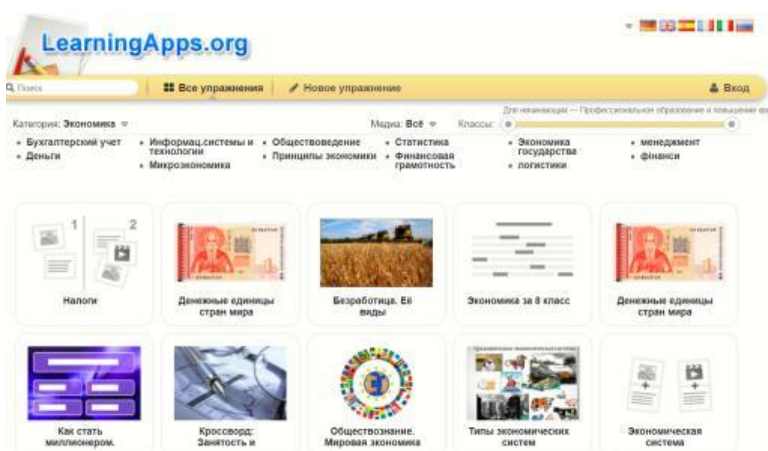 LearningApps.org
Поиск
Все упражнения
Новое упражнение
Вход
Для начинающих — Профессиональной образование и повышение
Категория: Экономика
Медиа: Всё
Классы:
Бухгалтерский учет
Деньги
Информац.системы и
технологии
Микроэкономика
Обществоведение
Принципы экономики
Статистика
Финансовая
грамотность
Экономика
государства
логистики
менеджмент
фінанси
1 2
Налоги
Денежные единицы
стран мира
Безработица. Её
виды
Экономика за 8 класс
Денежные единицы
стран мира
Как стать
миллионером.
Кроссворд:
Занятость и
Обществознание.
Мировая экономика
Типы экономических
систем
Экономическая
система